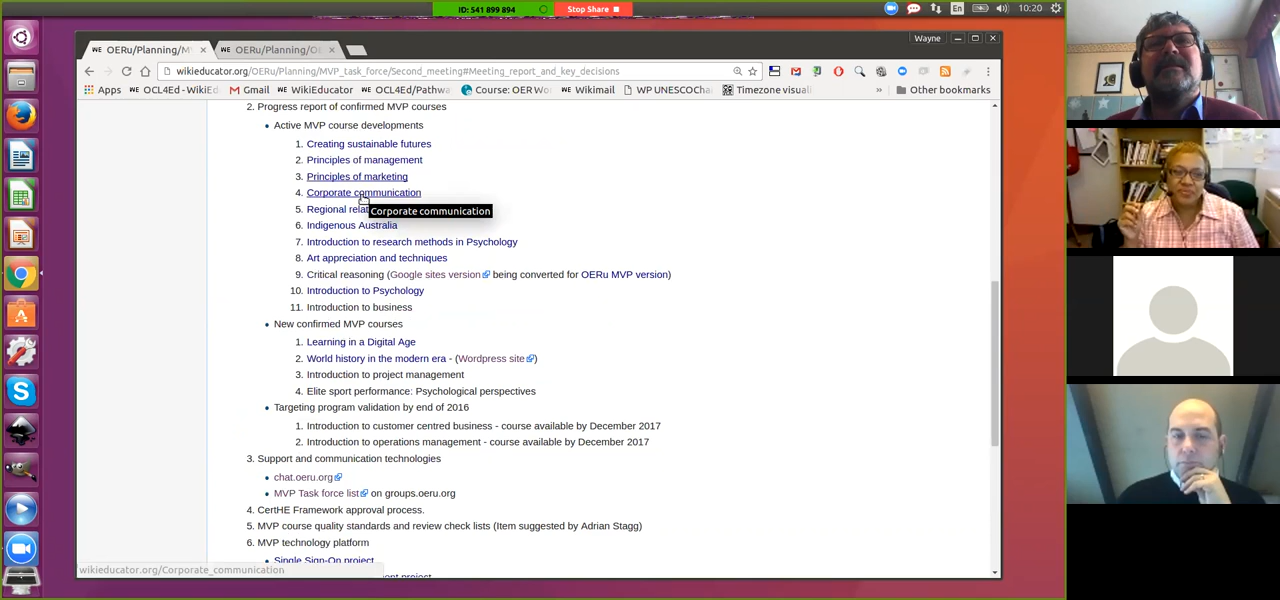 ID: 541 899 894
Stop Share
En
10:20
WE OERu/Planning/M
WE OERu/Planning/O
Wayne
wikieducator.org/OERu/Planning/MVP_task_force/Second_meeting#Meeting_report_and_key_decisions
Apps
WE OCL4Ed - WikiEd
Gmail
WE WikiEducator
WE OCL4Ed/Pathwa
Course: OER Wo
WE Wikimail
WP UNESCOCha
Timezone visual
»
Other bookmarks
2. Progress report of confirmed MVP courses
• Active MVP course developments
1. Creating sustainable futures
2. Principles of management
3. Principles of marketing
4. Corporate communication
5. Regional relat
Corporate communication
6. Indigenous Australia
7. Introduction to research methods in Psychology
8. Art appreciation and techniques
9. Critical reasoning (Google sites version being converted for OERu MVP version)
10. Introduction to Psychology
11. Introduction to business
• New confirmed MVP courses
1. Learning in a Digital Age
2. World history in the modern era - (Wordpress site)
3. Introduction to project management
4. Elite sport performance: Psychological perspectives
• Targeting program validation by end of 2016
1. Introduction to customer centred business - course available by December 2017
2. Introduction to operations management - course available by December 2017
3. Support and communication technologies
• chat.oeru.org
• MVP Task force list on groups.oeru.org
4. CertHE Framework approval process.
5. MVP course quality standards and review check lists (Item suggested by Adrian Stagg)
6. MVP technology platform
• Single Sign-On project
wikieducator.org/Corporate_communication